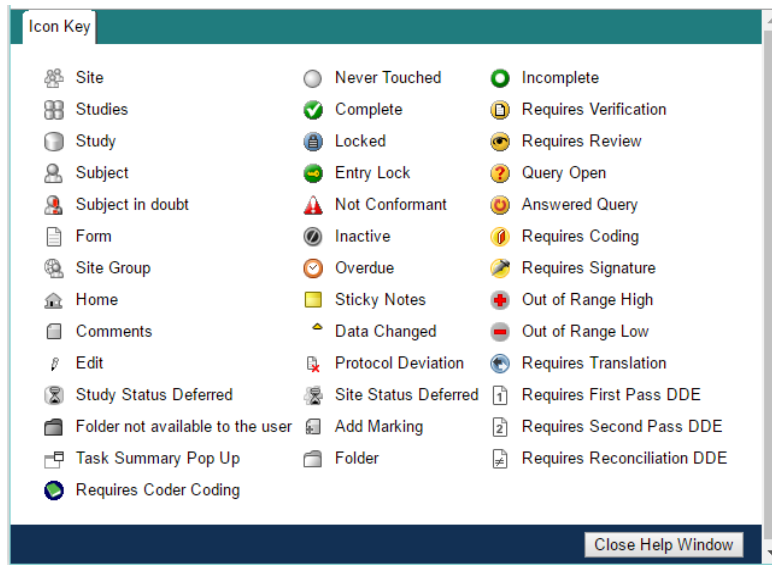 Icon Key
Site Never Touched Incomplete
Studies Complete Requires Verification
Study Locked Requires Review
Subject Entry Lock Query Open
Subject in doubt Not Conformant Answered Query
Form Inactive Requires Coding
Site Group Overdue Requires Signature
Home Sticky Notes Out of Range High
Comments Data Changed Out of Range Low
Edit Protocol Deviation Requires Translation
Study Status Deferred Site Status Deferred 1 Requires First Pass DDE
Folder not available to the user Add Marking 2 Requires Second Pass DDE
Task Summary Pop Up Folder ≠ Requires Reconciliation DDE
Requires Coder Coding
Close Help Window